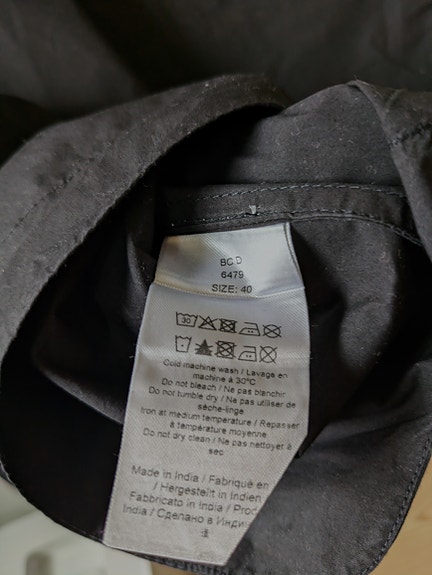 BC D
6479
SIZE: 40
30
Cold machine wash / Lavage en
machine à 30°C
Do not bleach / Ne pas blanchir
Do not tumble dry / Ne pas utiliser de
sèche-linge
Iron at medium temperature / Repasser
à température moyenne
Do not dry clean / Ne pas nettoyer à
sec
Made in India / Fabriqué en
/ Hergestellt in Indien
Fabbricato in India / Prod
India / Сделано в Индии